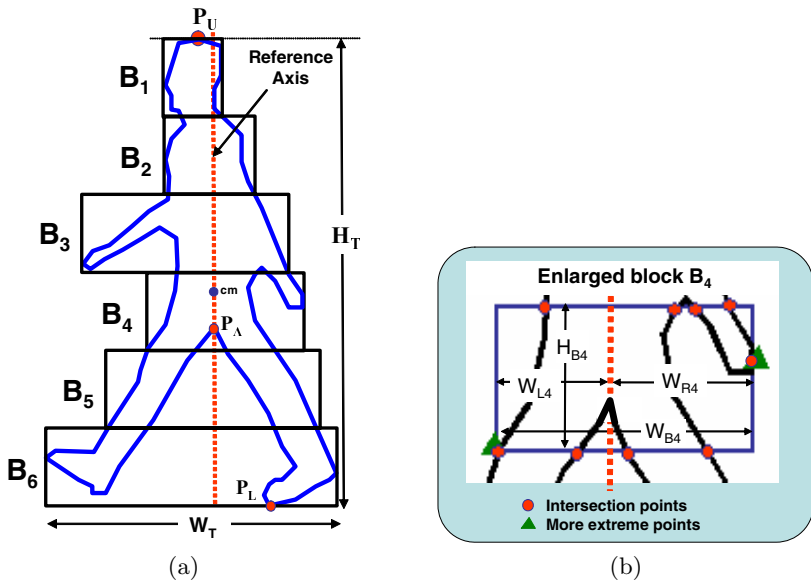 P_U
Reference
Axis
B_1
B_2
B_3
H_T
cm
B_4
P_Λ
B_5
B_6
P_L
W_T
(a)
Enlarged block B_4
H_B4
W_L4
W_R4
W_B4
Intersection points
More extreme points
(b)